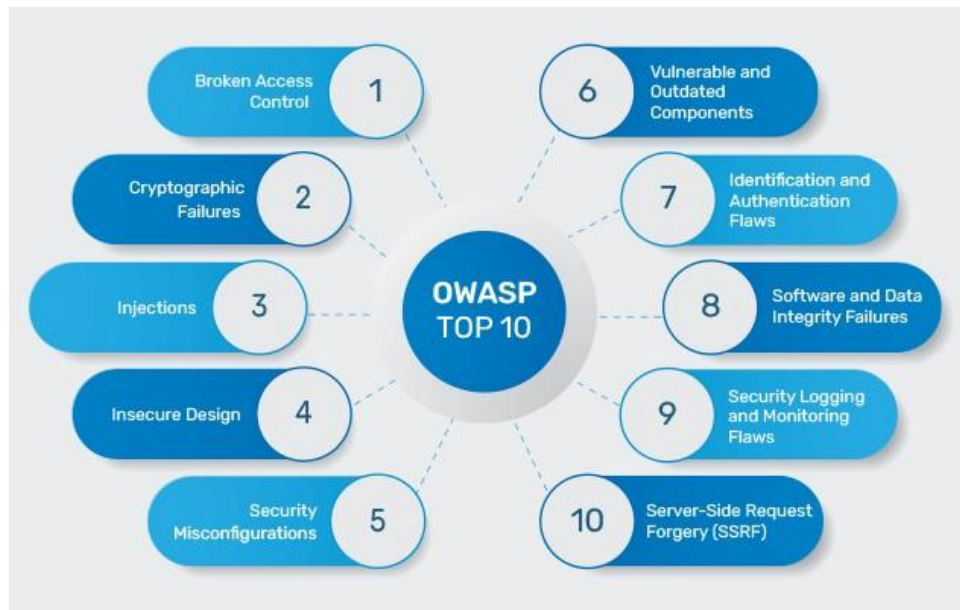 Broken Access
Control
1
Cryptographic
Failures
2
Injections
3
Insecure Design
4
Security
Misconfigurations
5
OWASP
TOP 10
6
Vulnerable and
Outdated
Components
7
Identification and
Authentication
Flaws
8
Software and Data
Integrity Failures
9
Security Logging
and Monitoring
Flaws
10
Server-Side Request
Forgery (SSRF)